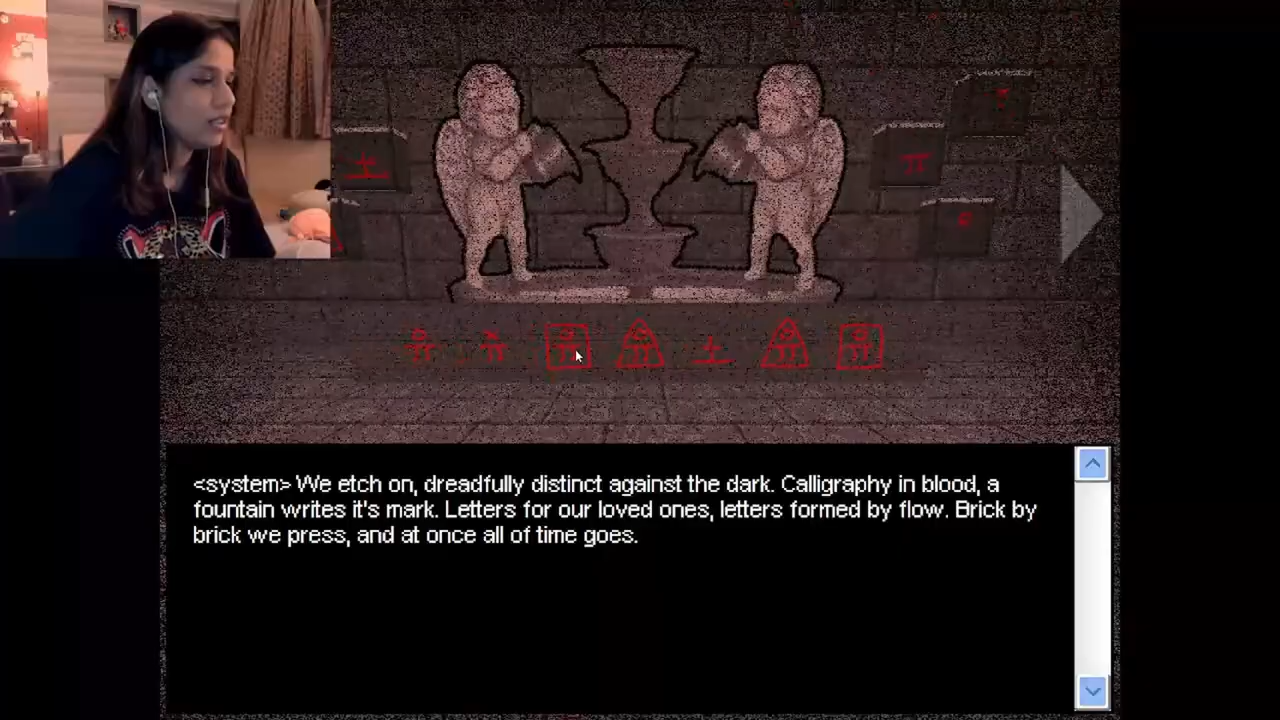 <system> We etch on, dreadfully distinct against the dark. Calligraphy in blood, a
fountain writes it's mark. Letters for our loved ones, letters formed by flow. Brick by
brick we press, and at once all of time goes.